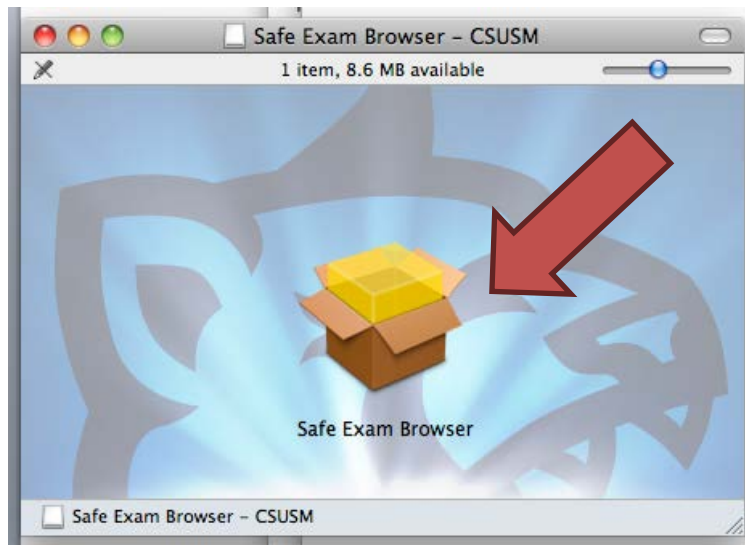 Safe Exam Browser – CSUSM
1 item, 8.6 MB available
Safe Exam Browser
Safe Exam Browser – CSUSM